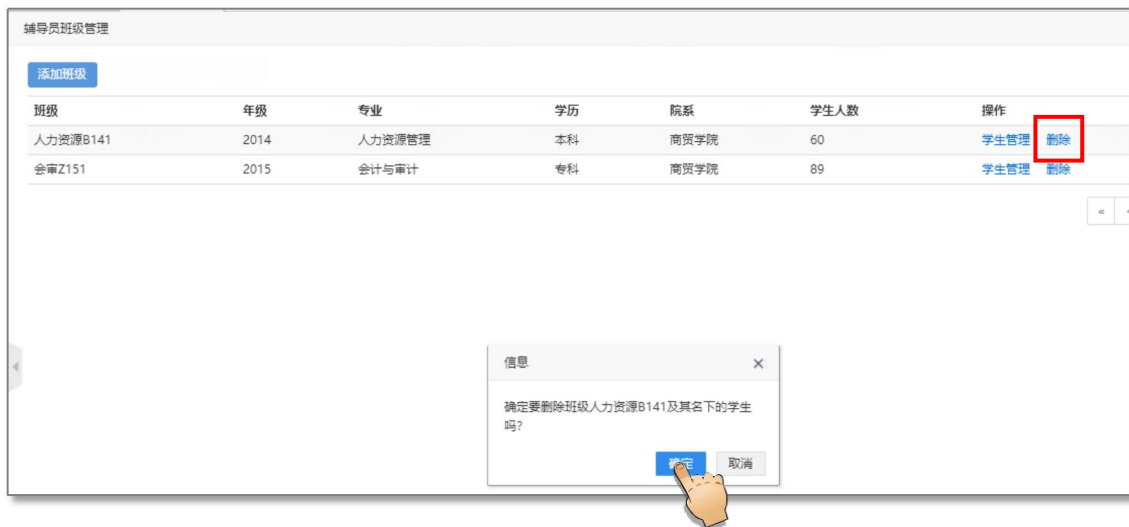 辅导员班级管理
添加班级
班级 年级 专业 学历 院系 学生人数 操作
人力资源B141 2014 人力资源管理 本科 商贸学院 60 学生管理 删除
会审Z151 2015 会计与审计 专科 商贸学院 89 学生管理 删除
«
信息 ×
确定要删除班级人力资源B141及其名下的学生
吗?
确定 取消